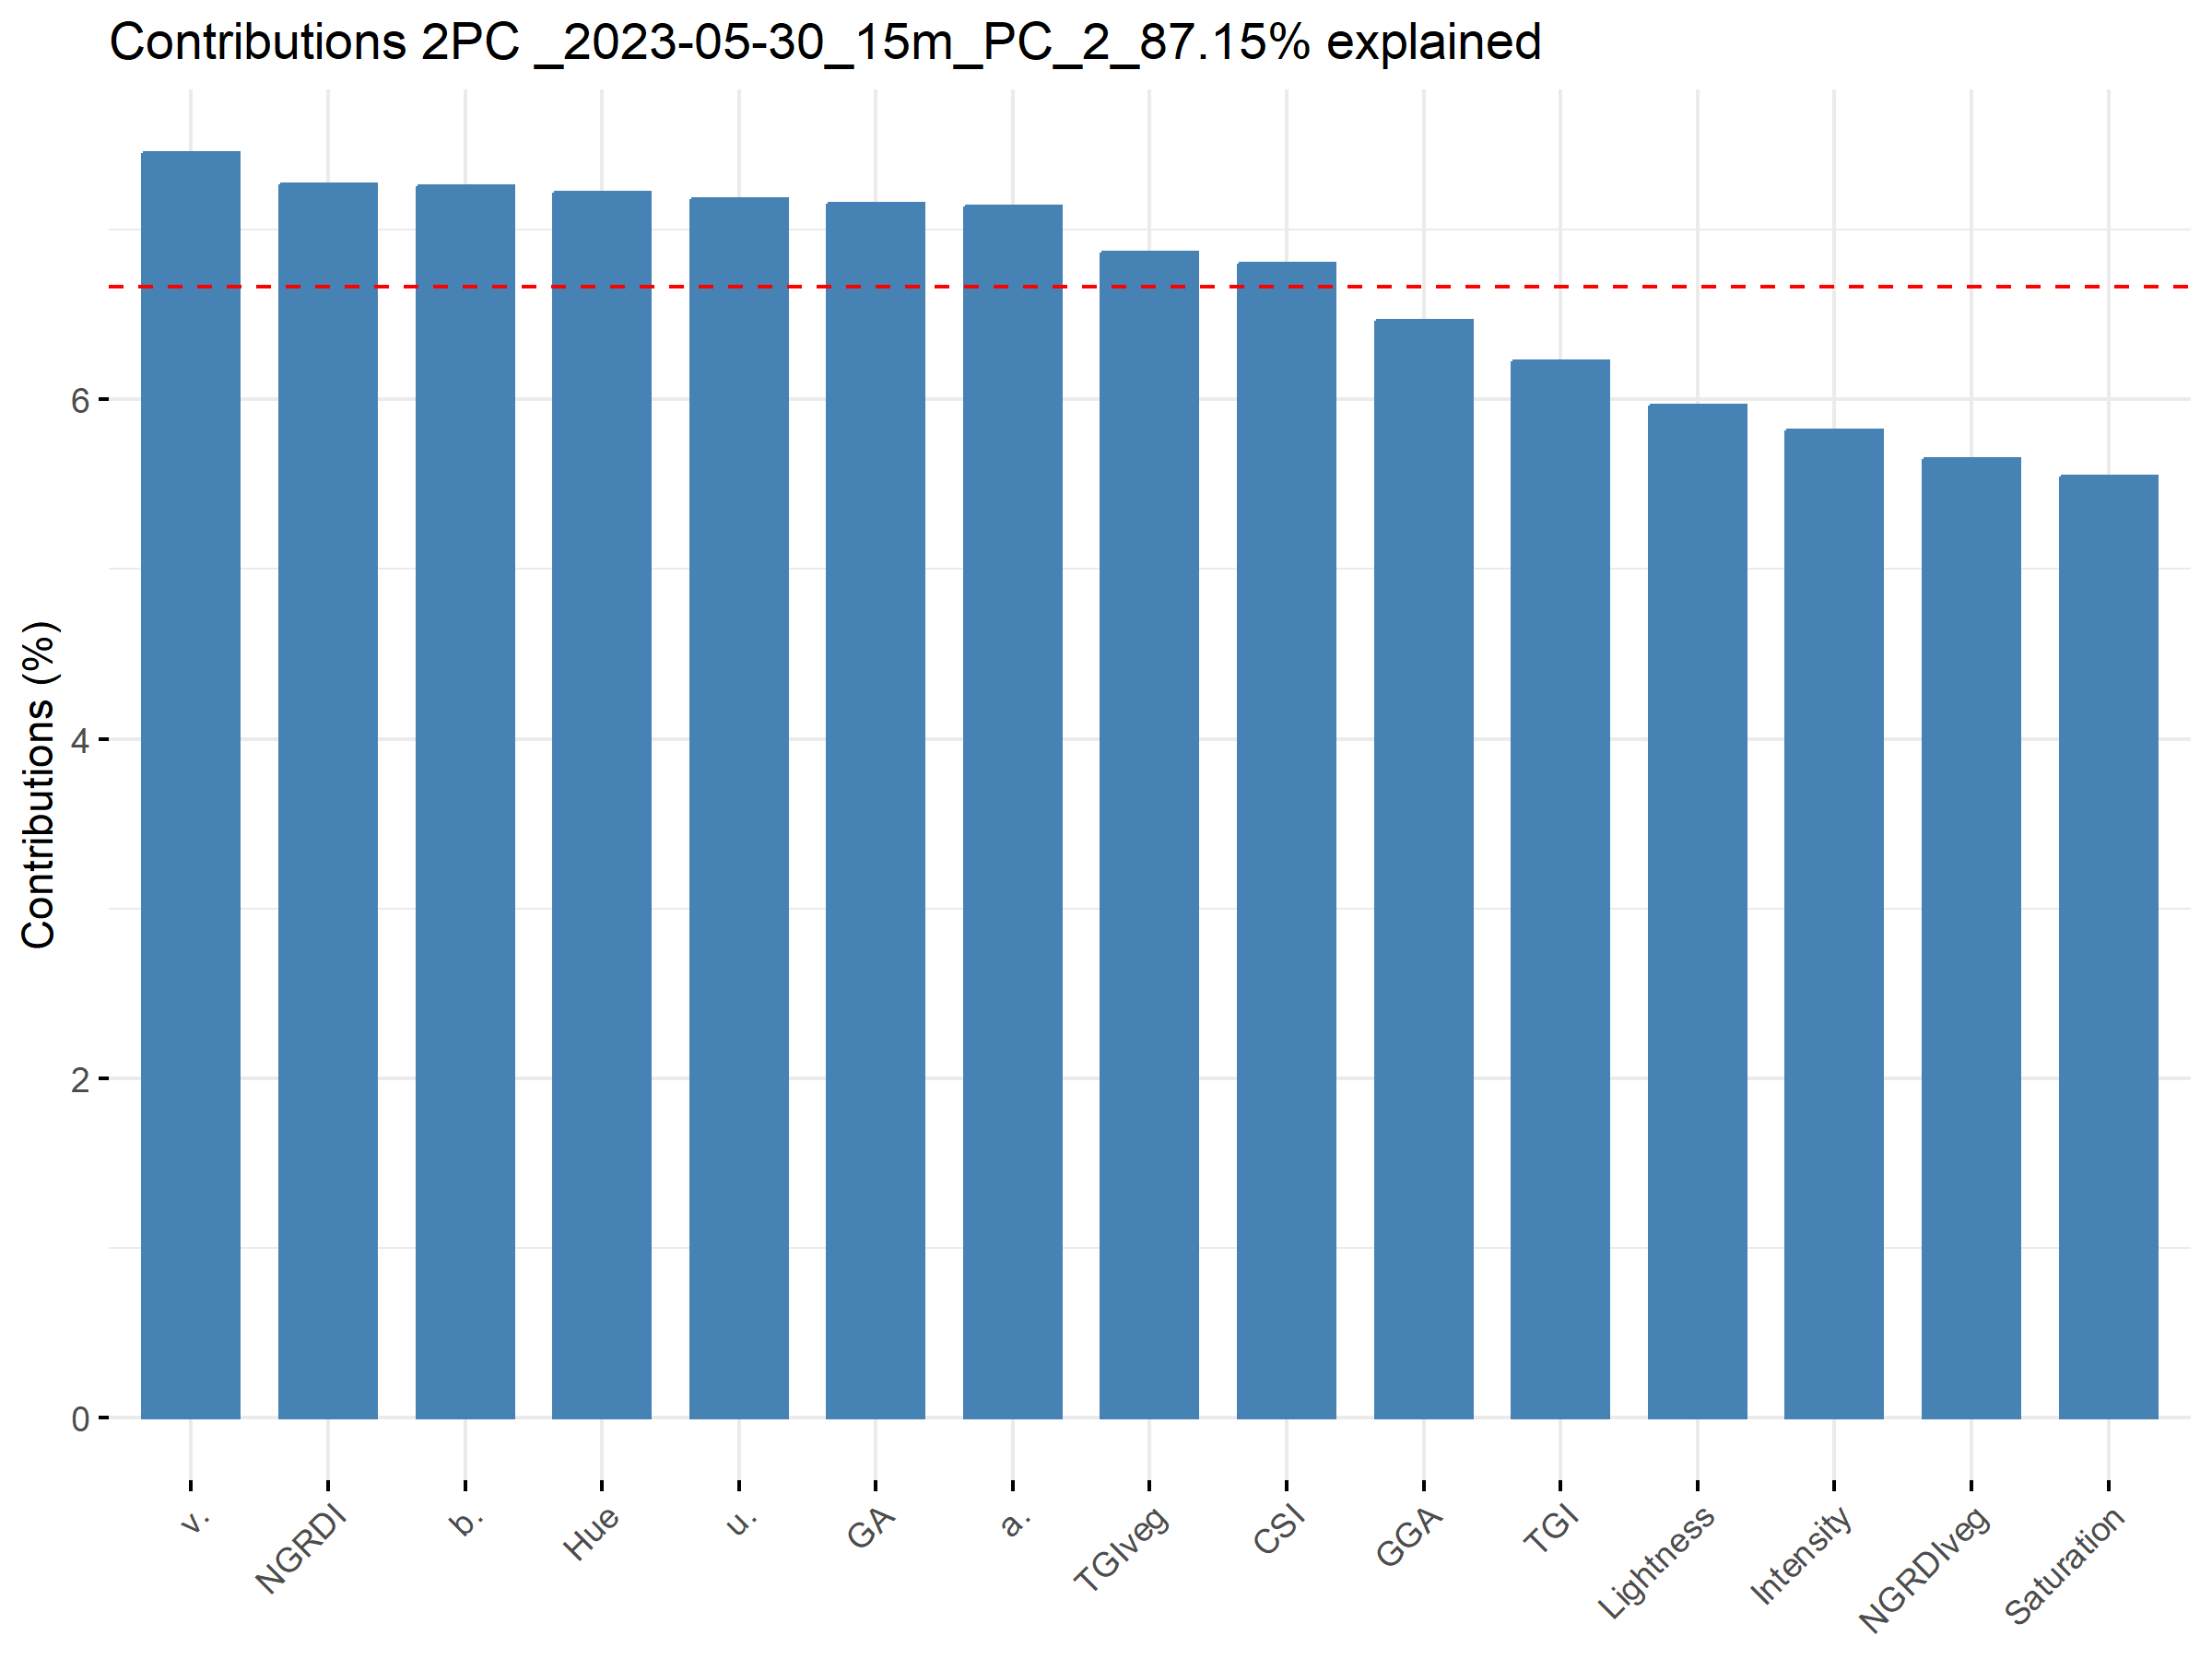 Contributions 2PC _2023-05-30_15m_PC_2_87.15% explained
Contributions (%)
6
4
2
0
v.
NGRDI
b.
Hue
u.
GA
a.
TGIveg
CSI
GGA
TGI
Lightness
Intensity
NGRDIveg
Saturation